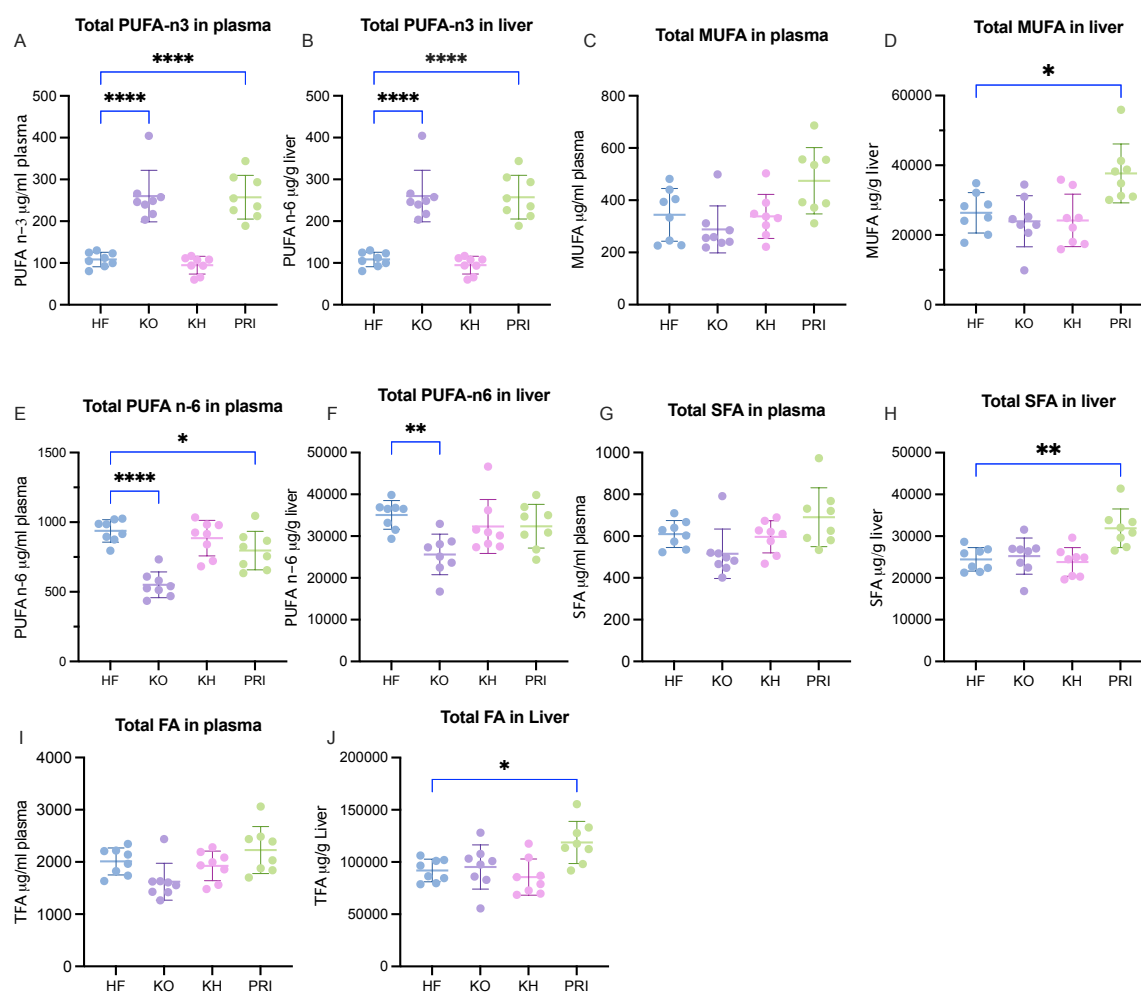 A
Total PUFA-n3 in plasma
PUFA n-3 µg/ml plasma
500
400
300
200
100
0
****
****
HF KO KH PRI
B
Total PUFA-n3 in liver
PUFA n-6 µg/g liver
500
400
300
200
100
0
****
****
HF KO KH PRI
C
Total MUFA in plasma
MUFA µg/ml plasma
800
600
400
200
0
HF KO KH PRI
D
Total MUFA in liver
MUFA µg/g liver
60000
40000
20000
0
*
HF KO KH PRI
E
Total PUFA n-6 in plasma
PUFA n-6 µg/ml plasma
1500
1000
500
0
*
****
HF KO KH PRI
F
Total PUFA-n6 in liver
PUFA n-6 µg/g liver
50000
40000
30000
20000
10000
0
**
HF KO KH PRI
G
Total SFA in plasma
SFA µg/ml plasma
1000
800
600
400
200
0
HF KO KH PRI
H
Total SFA in liver
SFA µg/g liver
50000
40000
30000
20000
10000
0
**
HF KO KH PRI
I
Total FA in plasma
TFA µg/ml plasma
4000
3000
2000
1000
0
HF KO KH PRI
J
Total FA in Liver
TFA µg/g Liver
200000
150000
100000
50000
0
*
HF KO KH PRI